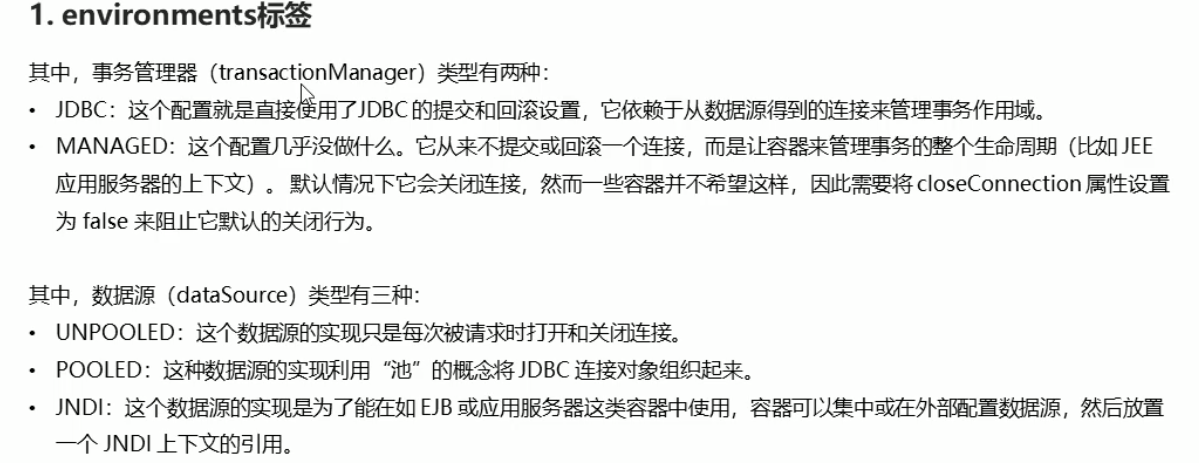 1. environments标签
其中，事务管理器（transactionManager）类型有两种：
• JDBC：这个配置就是直接使用了JDBC 的提交和回滚设置，它依赖于从数据源得到的连接来管理事务作用域。
• MANAGED：这个配置几乎没做什么。它从来不提交或回滚一个连接，而是让容器来管理事务的整个生命周期（比如 JEE
应用服务器的上下文）。 默认情况下它会关闭连接，然而一些容器并不希望这样，因此需要将 closeConnection 属性设置
为 false 来阻止它默认的关闭行为。
其中，数据源（dataSource）类型有三种：
• UNPOOLED：这个数据源的实现只是每次被请求时打开和关闭连接。
• POOLED：这种数据源的实现利用“池”的概念将 JDBC 连接对象组织起来。
• JNDI：这个数据源的实现是为了能在如 EJB 或应用服务器这类容器中使用，容器可以集中或在外部配置数据源，然后放置
一个 JNDI 上下文的引用。